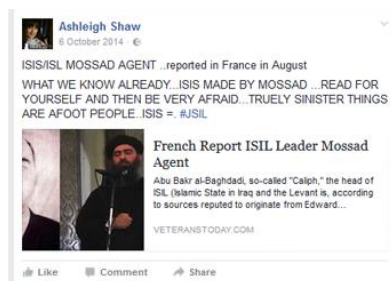 Ashleigh Shaw
6 October 2014 ·
ISIS/ISL MOSSAD AGENT ..reported in France in August
WHAT WE KNOW ALREADY...ISIS MADE BY MOSSAD ...READ FOR
YOURSELF AND THEN BE VERY AFRAID...TRUELY SINISTER THINGS
ARE AFOOT PEOPLE..ISIS =. #JSIL
French Report ISIL Leader Mossad
Agent
Abu Bakr al-Baghdadi, so-called "Caliph," the head of
ISIL (Islamic State in Iraq and the Levant is, according
to sources reputed to originate from Edward...
VETERANSTODAY.COM
Like Comment Share